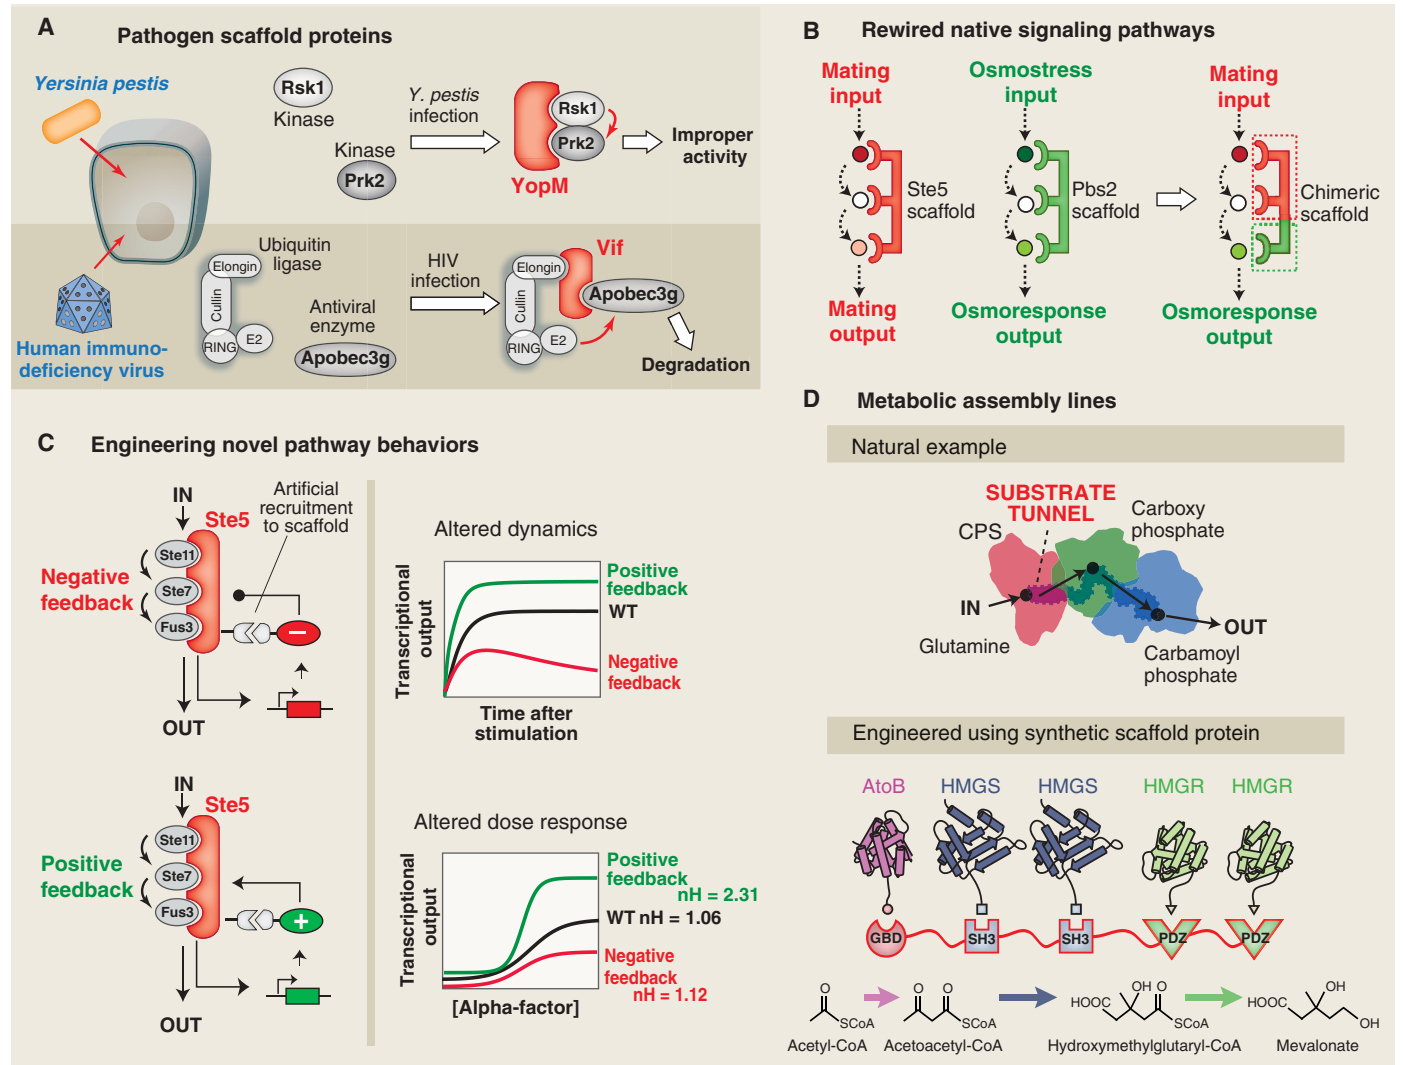 A
Pathogen scaffold proteins
Yersinia pestis
Rsk1
Kinase
Kinase
Prk2
Y. pestis
infection
Rsk1
Prk2
YopM
Improper
activity
Human immuno-
deficiency virus
Ubiquitin
ligase
Elongin
Cullin
RING
E2
Antiviral
enzyme
Apobec3g
HIV
infection
Vif
Elongin
Cullin
RING
E2
Apobec3g
Degradation
B
Rewired native signaling pathways
Mating
input
Ste5
scaffold
Mating
output
Osmostress
input
Pbs2
scaffold
Osmoresponse
output
Mating
input
Chimeric
scaffold
Osmoresponse
output
C
Engineering novel pathway behaviors
IN
Ste5
Artificial
recruitment
to scaffold
Ste11
Ste7
Fus3
Negative
feedback
−
OUT
IN
Ste5
Ste11
Ste7
Fus3
Positive
feedback
+
OUT
Altered dynamics
Transcriptional
output
Positive
feedback
WT
Negative
feedback
Time after
stimulation
Altered dose response
Transcriptional
output
Positive
feedback
nH = 2.31
WT nH = 1.06
Negative
feedback
nH = 1.12
[Alpha-factor]
D
Metabolic assembly lines
Natural example
SUBSTRATE
TUNNEL
CPS
Carboxy
phosphate
IN
Glutamine
OUT
Carbamoyl
phosphate
Engineered using synthetic scaffold protein
AtoB HMGS HMGS HMGR HMGR
GBD SH3 SH3 PDZ PDZ
O
SCoA
Acetyl-CoA
O O
SCoA
Acetoacetyl-CoA
HOOC OH O
SCoA
Hydroxymethylglutaryl-CoA
HOOC OH
OH
Mevalonate